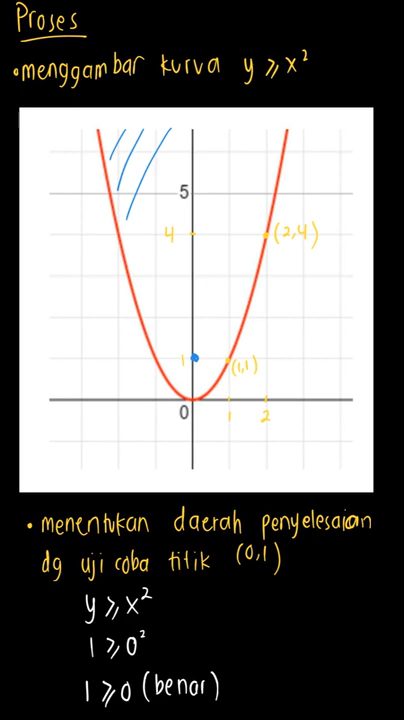 Proses
• menggambar kurva y ⩾ x²
5
4
(2,4)
1
(1,1)
0
1
2
• menentukan daerah penyelesaian
dg uji coba titik (0,1)
y ⩾ x²
1 ⩾ 0²
1 ⩾ 0 (benar)